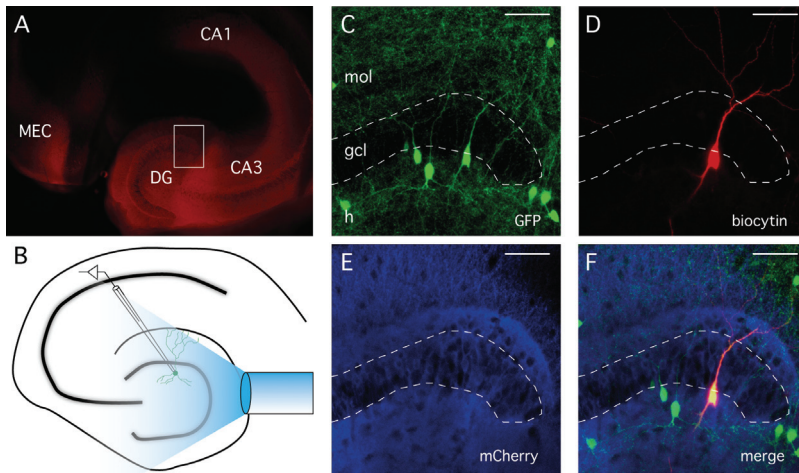 A
CA1
MEC
CA3
DG
B
C
mol
gcl
h
GFP
D
biocytin
E
mCherry
F
merge